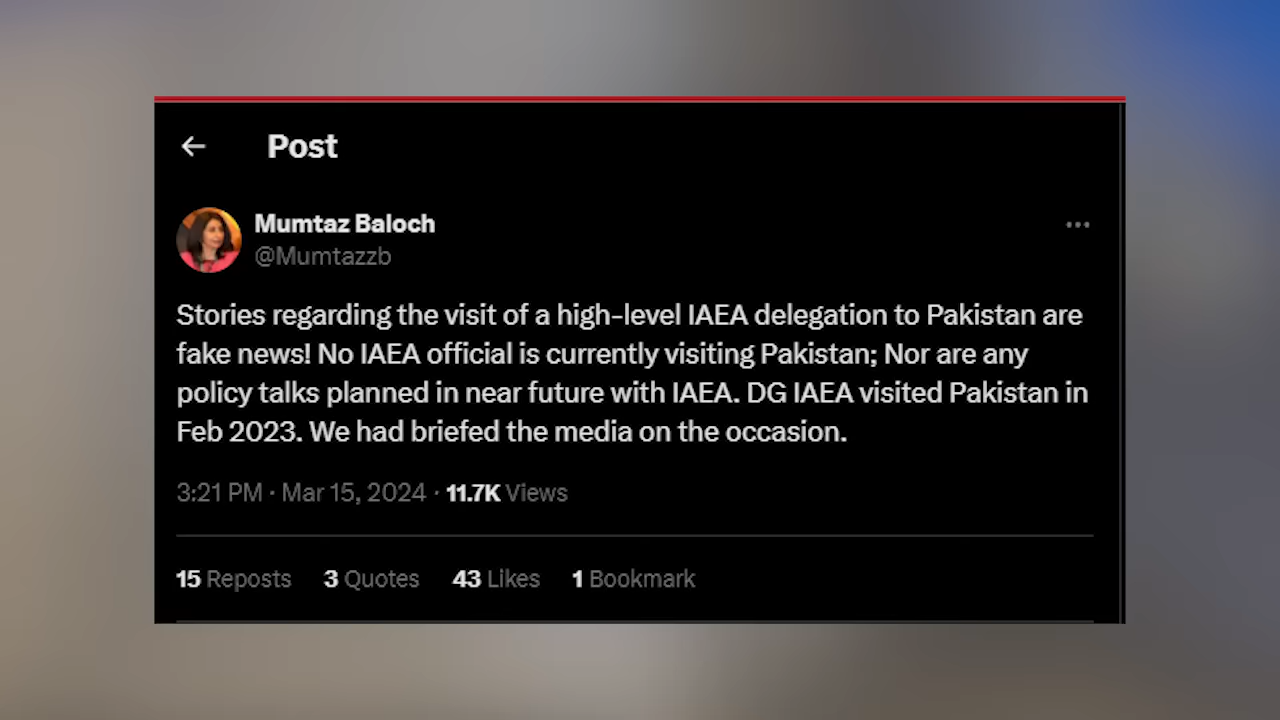 Post
Mumtaz Baloch
@Mumtazzb
Stories regarding the visit of a high-level IAEA delegation to Pakistan are
fake news! No IAEA official is currently visiting Pakistan; Nor are any
policy talks planned in near future with IAEA. DG IAEA visited Pakistan in
Feb 2023. We had briefed the media on the occasion.
3:21 PM · Mar 15, 2024 · 11.7K Views
15 Reposts 3 Quotes 43 Likes 1 Bookmark